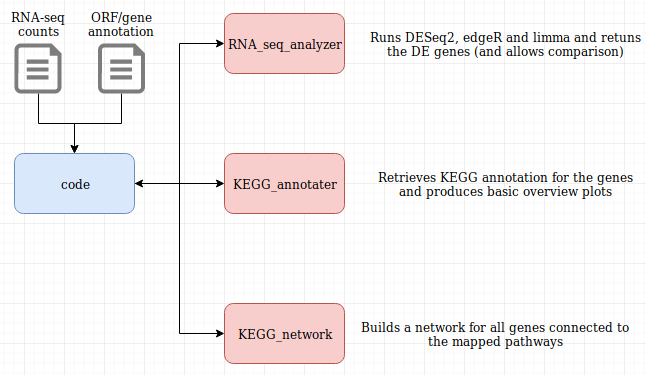 RNA-seq
counts
ORF/gene
annotation
RNA_seq_analyzer
Runs DESeq2, edgeR and limma and retuns
the DE genes (and allows comparison)
code
KEGG_annotater
Retrieves KEGG annotation for the genes
and produces basic overview plots
KEGG_network
Builds a network for all genes connected to
the mapped pathways